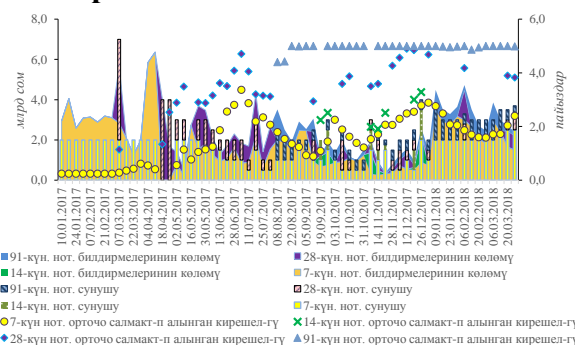 8,0
6,0
4,0
2,0
0,0
млрд сом
6,0
4,0
2,0
0,0
пайыздар
10.01.2017
24.01.2017
07.02.2017
21.02.2017
07.03.2017
22.03.2017
04.04.2017
18.04.2017
02.05.2017
16.05.2017
30.05.2017
13.06.2017
28.06.2017
11.07.2017
25.07.2017
08.08.2017
22.08.2017
05.09.2017
19.09.2017
03.10.2017
17.10.2017
31.10.2017
14.11.2017
28.11.2017
12.12.2017
26.12.2017
09.01.2018
23.01.2018
06.02.2018
20.02.2018
06.03.2018
20.03.2018
91-күн. нот. билдирмелеринин көлөмү
28-күн. нот. билдирмелеринин көлөмү
14-күн. нот. билдирмелеринин көлөмү
7-күн. нот. билдирмелеринин көлөмү
91-күн. нот. сунушу
28-күн. нот. сунушу
14-күн. нот. сунушу
7-күн. нот. сунушу
7-күн нот. орточо салмакт-п алынган кирешел-гү
14-күн нот. орточо салмакт-п алынган кирешел-гү
28-күн нот. орточо салмакт-п алынган кирешел-гү
91-күн нот. орточо салмакт-п алынган кирешел-гү